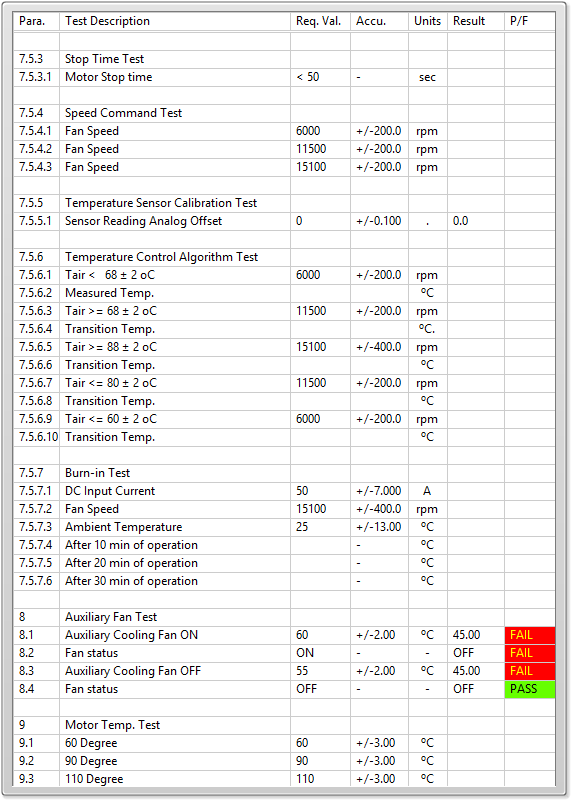 Para. Test Description Req. Val. Accu. Units Result P/F
7.5.3 Stop Time Test
7.5.3.1 Motor Stop time < 50 - sec
7.5.4 Speed Command Test
7.5.4.1 Fan Speed 6000 +/-200.0 rpm
7.5.4.2 Fan Speed 11500 +/-200.0 rpm
7.5.4.3 Fan Speed 15100 +/-200.0 rpm
7.5.5 Temperature Sensor Calibration Test
7.5.5.1 Sensor Reading Analog Offset 0 +/-0.100 . 0.0
7.5.6 Temperature Control Algorithm Test
7.5.6.1 Tair < 68 ± 2 oC 6000 +/-200.0 rpm
7.5.6.2 Measured Temp. ºC
7.5.6.3 Tair >= 68 ± 2 oC 11500 +/-200.0 rpm
7.5.6.4 Transition Temp. ºC.
7.5.6.5 Tair >= 88 ± 2 oC 15100 +/-400.0 rpm
7.5.6.6 Transition Temp. ºC
7.5.6.7 Tair <= 80 ± 2 oC 11500 +/-200.0 rpm
7.5.6.8 Transition Temp. ºC
7.5.6.9 Tair <= 60 ± 2 oC 6000 +/-200.0 rpm
7.5.6.10 Transition Temp. ºC
7.5.7 Burn-in Test
7.5.7.1 DC Input Current 50 +/-7.000 A
7.5.7.2 Fan Speed 15100 +/-400.0 rpm
7.5.7.3 Ambient Temperature 25 +/-13.00 ºC
7.5.7.4 After 10 min of operation - ºC
7.5.7.5 After 20 min of operation - ºC
7.5.7.6 After 30 min of operation - ºC
8 Auxiliary Fan Test
8.1 Auxiliary Cooling Fan ON 60 +/-2.00 ºC 45.00 FAIL
8.2 Fan status ON - - OFF FAIL
8.3 Auxiliary Cooling Fan OFF 55 +/-2.00 ºC 45.00 FAIL
8.4 Fan status OFF - - OFF PASS
9 Motor Temp. Test
9.1 60 Degree 60 +/-3.00 ºC
9.2 90 Degree 90 +/-3.00 ºC
9.3 110 Degree 110 +/-3.00 ºC